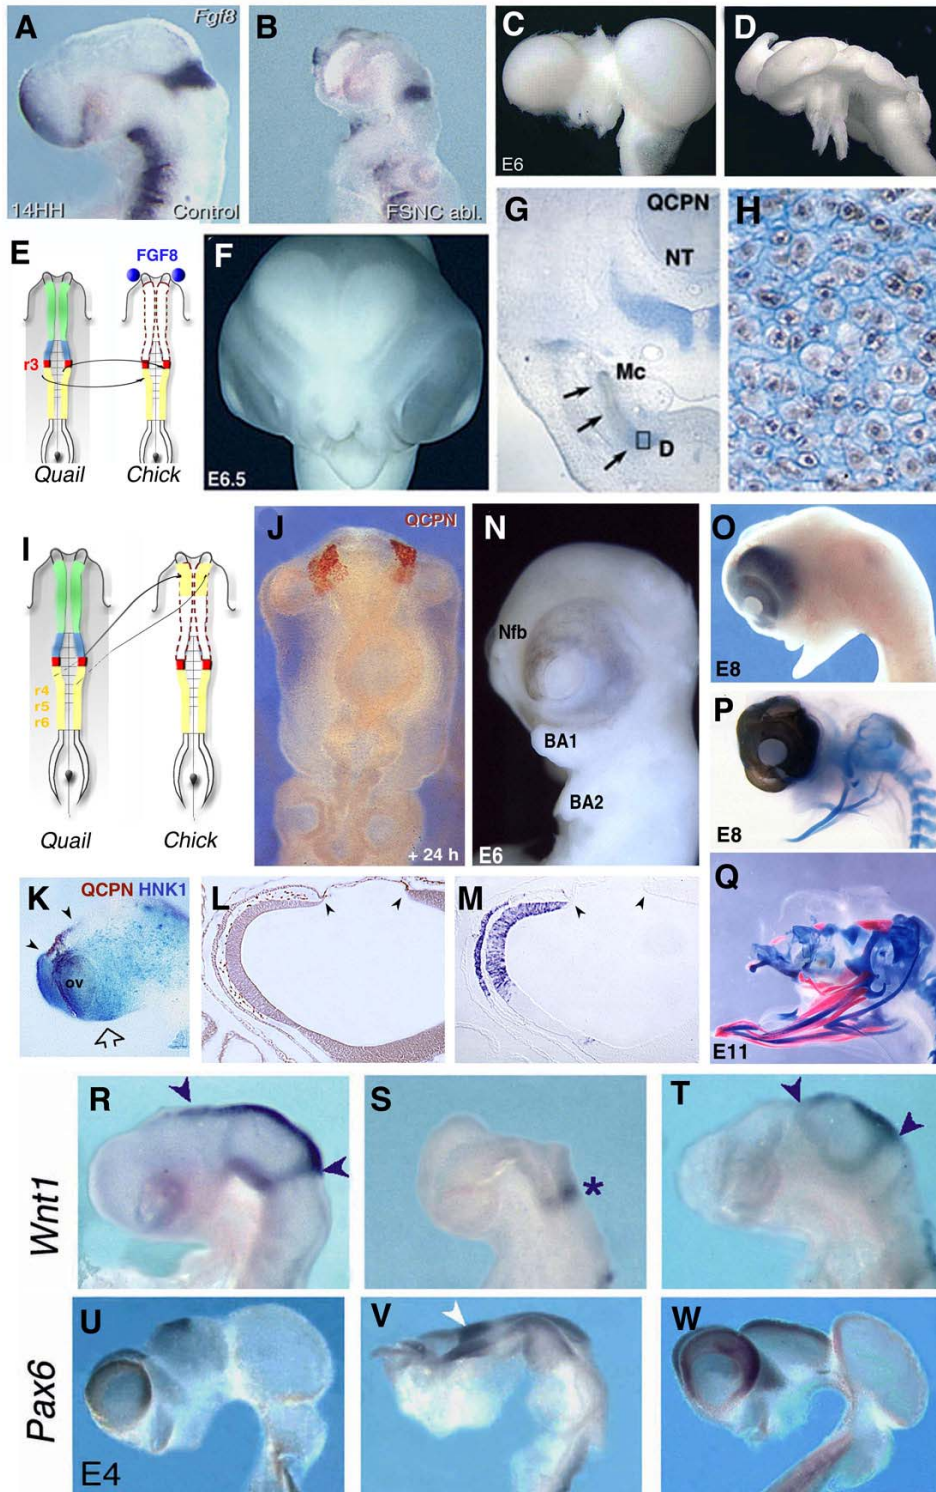 A
Fgf8
14HH
Control
B
FSNC abl.
C
E6
D
E
FGF8
r3
Quail
Chick
F
E6.5
G
QCPN
NT
Mc
D
H
I
r4
r5
r6
Quail
Chick
J
QCPN
+ 24 h
N
Nfb
BA1
BA2
E6
O
E8
P
E8
K
QCPN HNK1
ov
L
M
Q
E11
Wnt1
R
S
*
T
Pax6
U
E4
V
W